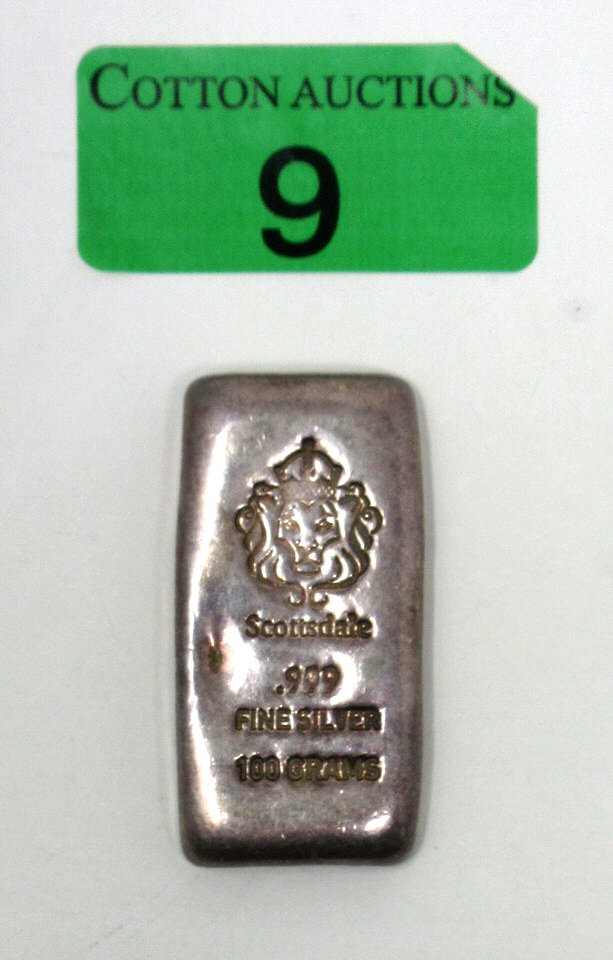 COTTON AUCTIONS
9
Scottsdale
.999
FINE SILVER
100 GRAMS